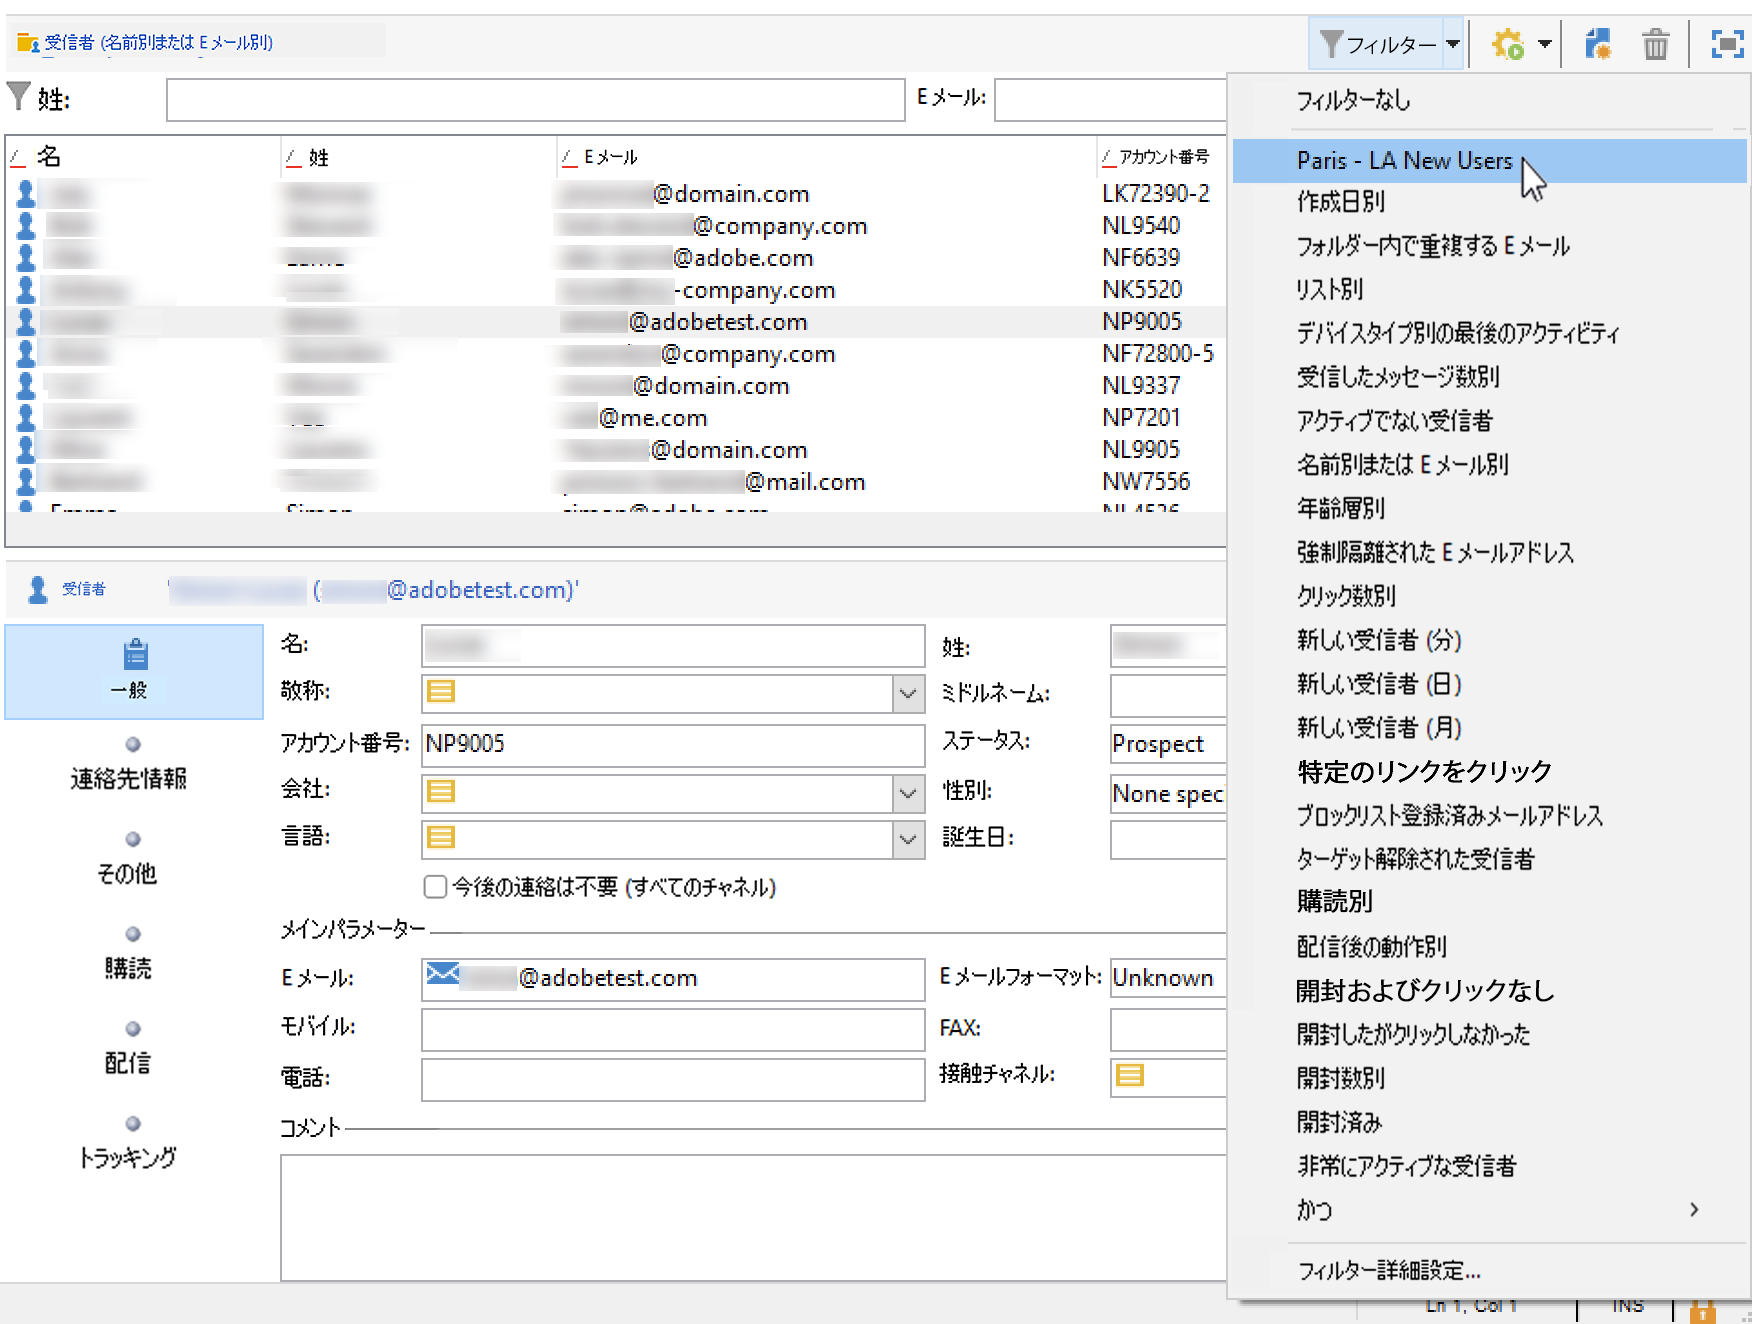 受信者 (名前別または E メール別)
フィルター
姓:
E メール:
名 姓 E メール アカウント番号
@domain.com LK72390-2
@company.com NL9540
@adobe.com NF6639
-company.com NK5520
@adobetest.com NP9005
@company.com NF72800-5
@domain.com NL9337
@me.com NP7201
@domain.com NL9905
@mail.com NW7556
Emma Simon simon@adobe.com NL4526
受信者 (@adobetest.com)'
一般
連絡先情報
その他
購読
配信
トラッキング
名: 姓:
敬称: ミドルネーム:
アカウント番号: NP9005 ステータス: Prospect
会社: 性別: None speci
言語: 誕生日:
今後の連絡は不要 (すべてのチャネル)
メインパラメーター
E メール: @adobetest.com E メールフォーマット: Unknown
モバイル: FAX:
電話: 接触チャネル:
コメント
フィルターなし
Paris - LA New Users
作成日別
フォルダー内で重複する E メール
リスト別
デバイスタイプ別の最後のアクティビティ
受信したメッセージ数別
アクティブでない受信者
名前別または E メール別
年齢層別
強制隔離された E メールアドレス
クリック数別
新しい受信者 (分)
新しい受信者 (日)
新しい受信者 (月)
特定のリンクをクリック
ブロックリスト登録済みメールアドレス
ターゲット解除された受信者
購読別
配信後の動作別
開封およびクリックなし
開封したがクリックしなかった
開封数別
開封済み
非常にアクティブな受信者
かつ
フィルター詳細設定...
Ln 1, Col 1 INS